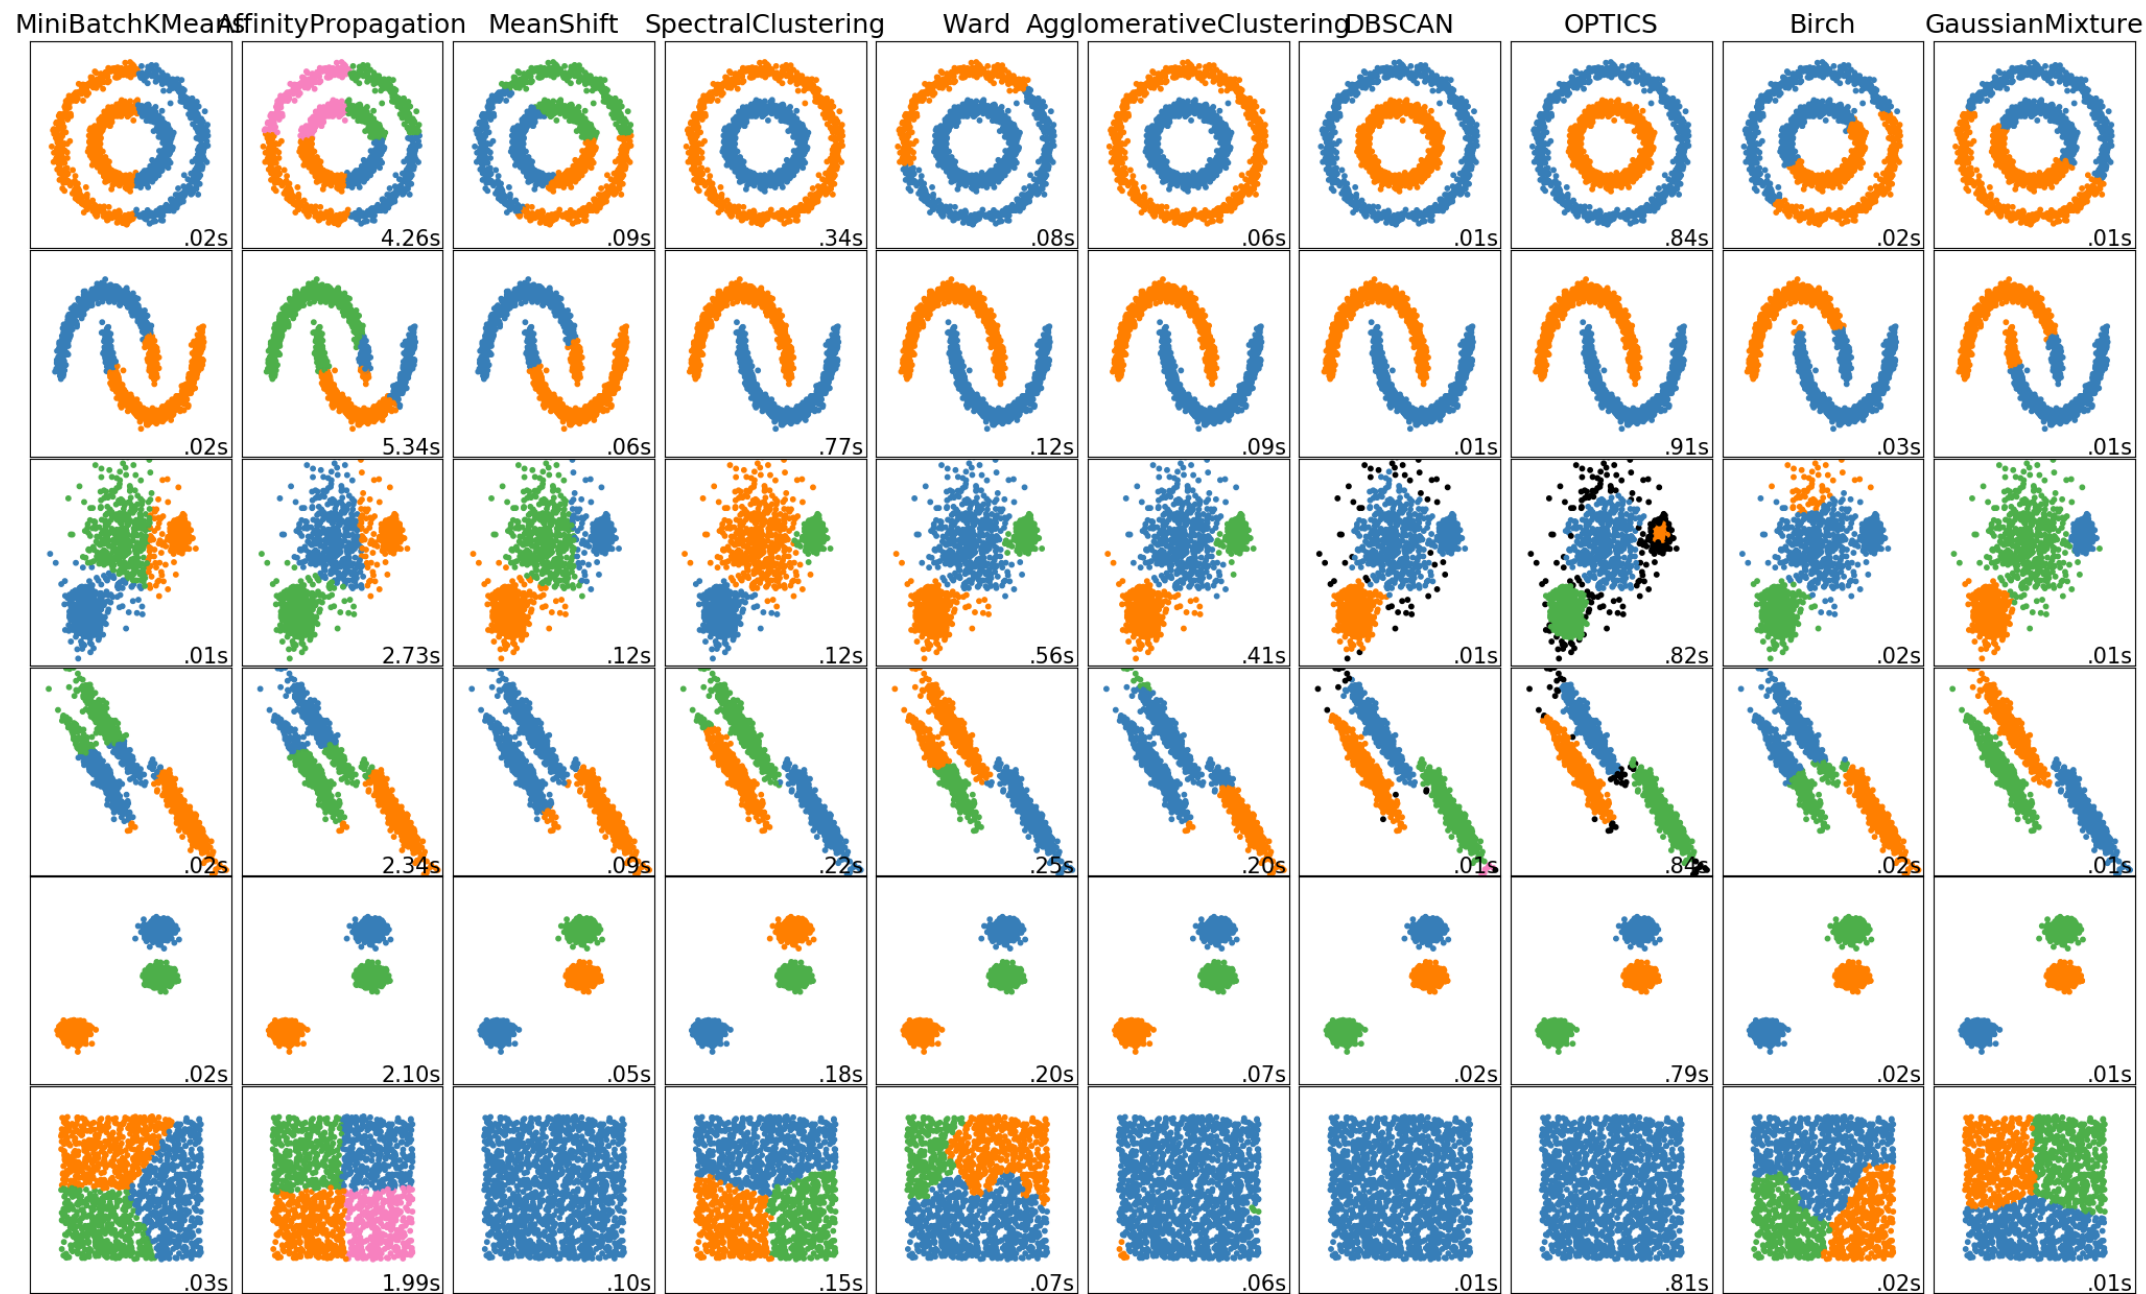 MiniBatchKMeans AffinityPropagation MeanShift SpectralClustering Ward AgglomerativeClustering DBSCAN OPTICS Birch GaussianMixture
.02s 4.26s .09s .34s .08s .06s .01s .84s .02s .01s
.02s 5.34s .06s .77s .12s .09s .01s .91s .03s .01s
.01s 2.73s .12s .12s .56s .41s .01s .82s .02s .01s
.02s 2.34s .09s .22s .25s .20s .01s .84s .02s .01s
.02s 2.10s .05s .18s .20s .07s .02s .79s .02s .01s
.03s 1.99s .10s .15s .07s .06s .01s .81s .02s .01s